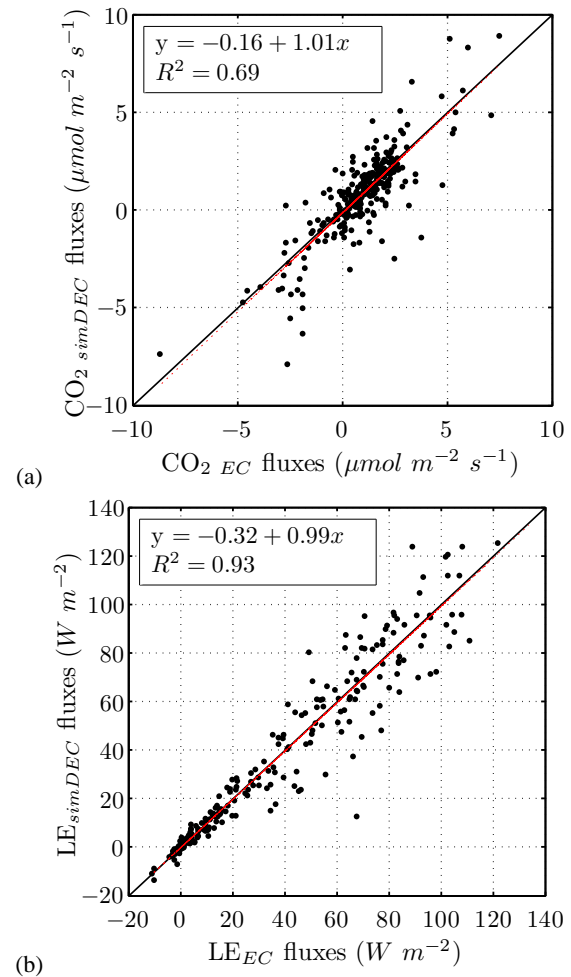 y = −0.16 + 1.01x
R² = 0.69
10
5
0
−5
−10
CO₂ simDEC fluxes (μmol m⁻² s⁻¹)
−10 −5 0 5 10
CO₂ EC fluxes (μmol m⁻² s⁻¹)
(a)
y = −0.32 + 0.99x
R² = 0.93
140
120
100
80
60
40
20
0
−20
LE simDEC fluxes (W m⁻²)
−20 0 20 40 60 80 100 120 140
LE EC fluxes (W m⁻²)
(b)